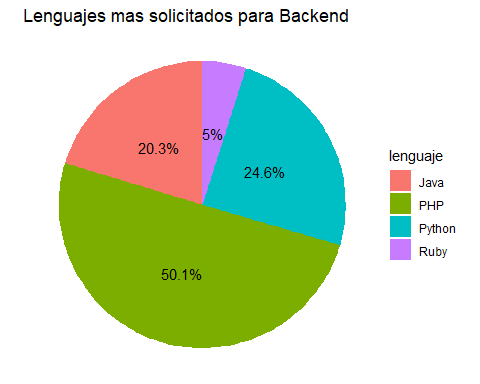 Lenguajes mas solicitados para Backend
5%
20.3%
24.6%
50.1%
lenguaje
Java
PHP
Python
Ruby